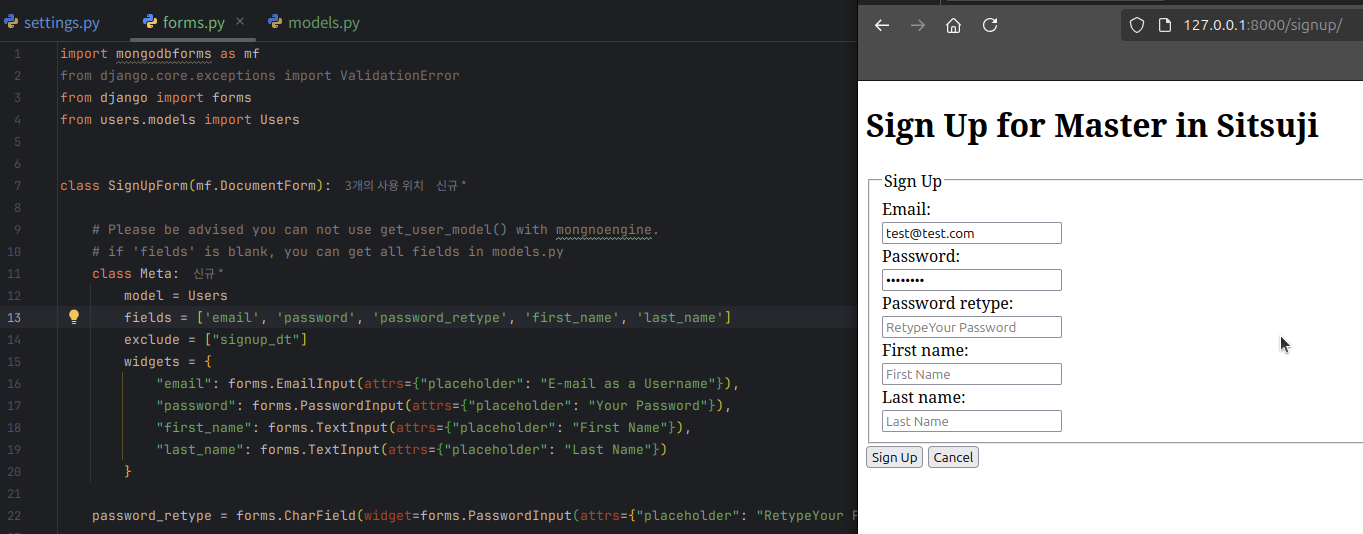 settings.py
forms.py
models.py
1 import mongodbforms as mf
2 from django.core.exceptions import ValidationError
3 from django import forms
4 from users.models import Users
5
6
7 class SignUpForm(mf.DocumentForm): 3개의 사용 위치 신규 *
8
9 # Please be advised you can not use get_user_model() with mongnoengine.
10 # if 'fields' is blank, you can get all fields in models.py
11 class Meta: 신규 *
12 model = Users
13 fields = ['email', 'password', 'password_retype', 'first_name', 'last_name']
14 exclude = ["signup_dt"]
15 widgets = {
16 "email": forms.EmailInput(attrs={"placeholder": "E-mail as a Username"}),
17 "password": forms.PasswordInput(attrs={"placeholder": "Your Password"}),
18 "first_name": forms.TextInput(attrs={"placeholder": "First Name"}),
19 "last_name": forms.TextInput(attrs={"placeholder": "Last Name"})
20 }
21
22 password_retype = forms.CharField(widget=forms.PasswordInput(attrs={"placeholder": "RetypeYour
127.0.0.1:8000/signup/
Sign Up for Master in Sitsuji
Sign Up
Email:
test@test.com
Password:
••••••••
Password retype:
RetypeYour Password
First name:
First Name
Last name:
Last Name
Sign Up Cancel